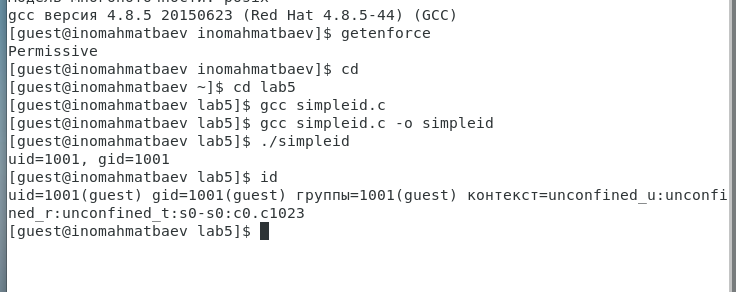 gcc версия 4.8.5 20150623 (Red Hat 4.8.5-44) (GCC)
[guest@inomahmatbaev inomahmatbaev]$ getenforce
Permissive
[guest@inomahmatbaev inomahmatbaev]$ cd
[guest@inomahmatbaev ~]$ cd lab5
[guest@inomahmatbaev lab5]$ gcc simpleid.c
[guest@inomahmatbaev lab5]$ gcc simpleid.c -o simpleid
[guest@inomahmatbaev lab5]$ ./simpleid
uid=1001, gid=1001
[guest@inomahmatbaev lab5]$ id
uid=1001(guest) gid=1001(guest) группы=1001(guest) контекст=unconfined_u:unconfi
ned_r:unconfined_t:s0-s0:c0.c1023
[guest@inomahmatbaev lab5]$